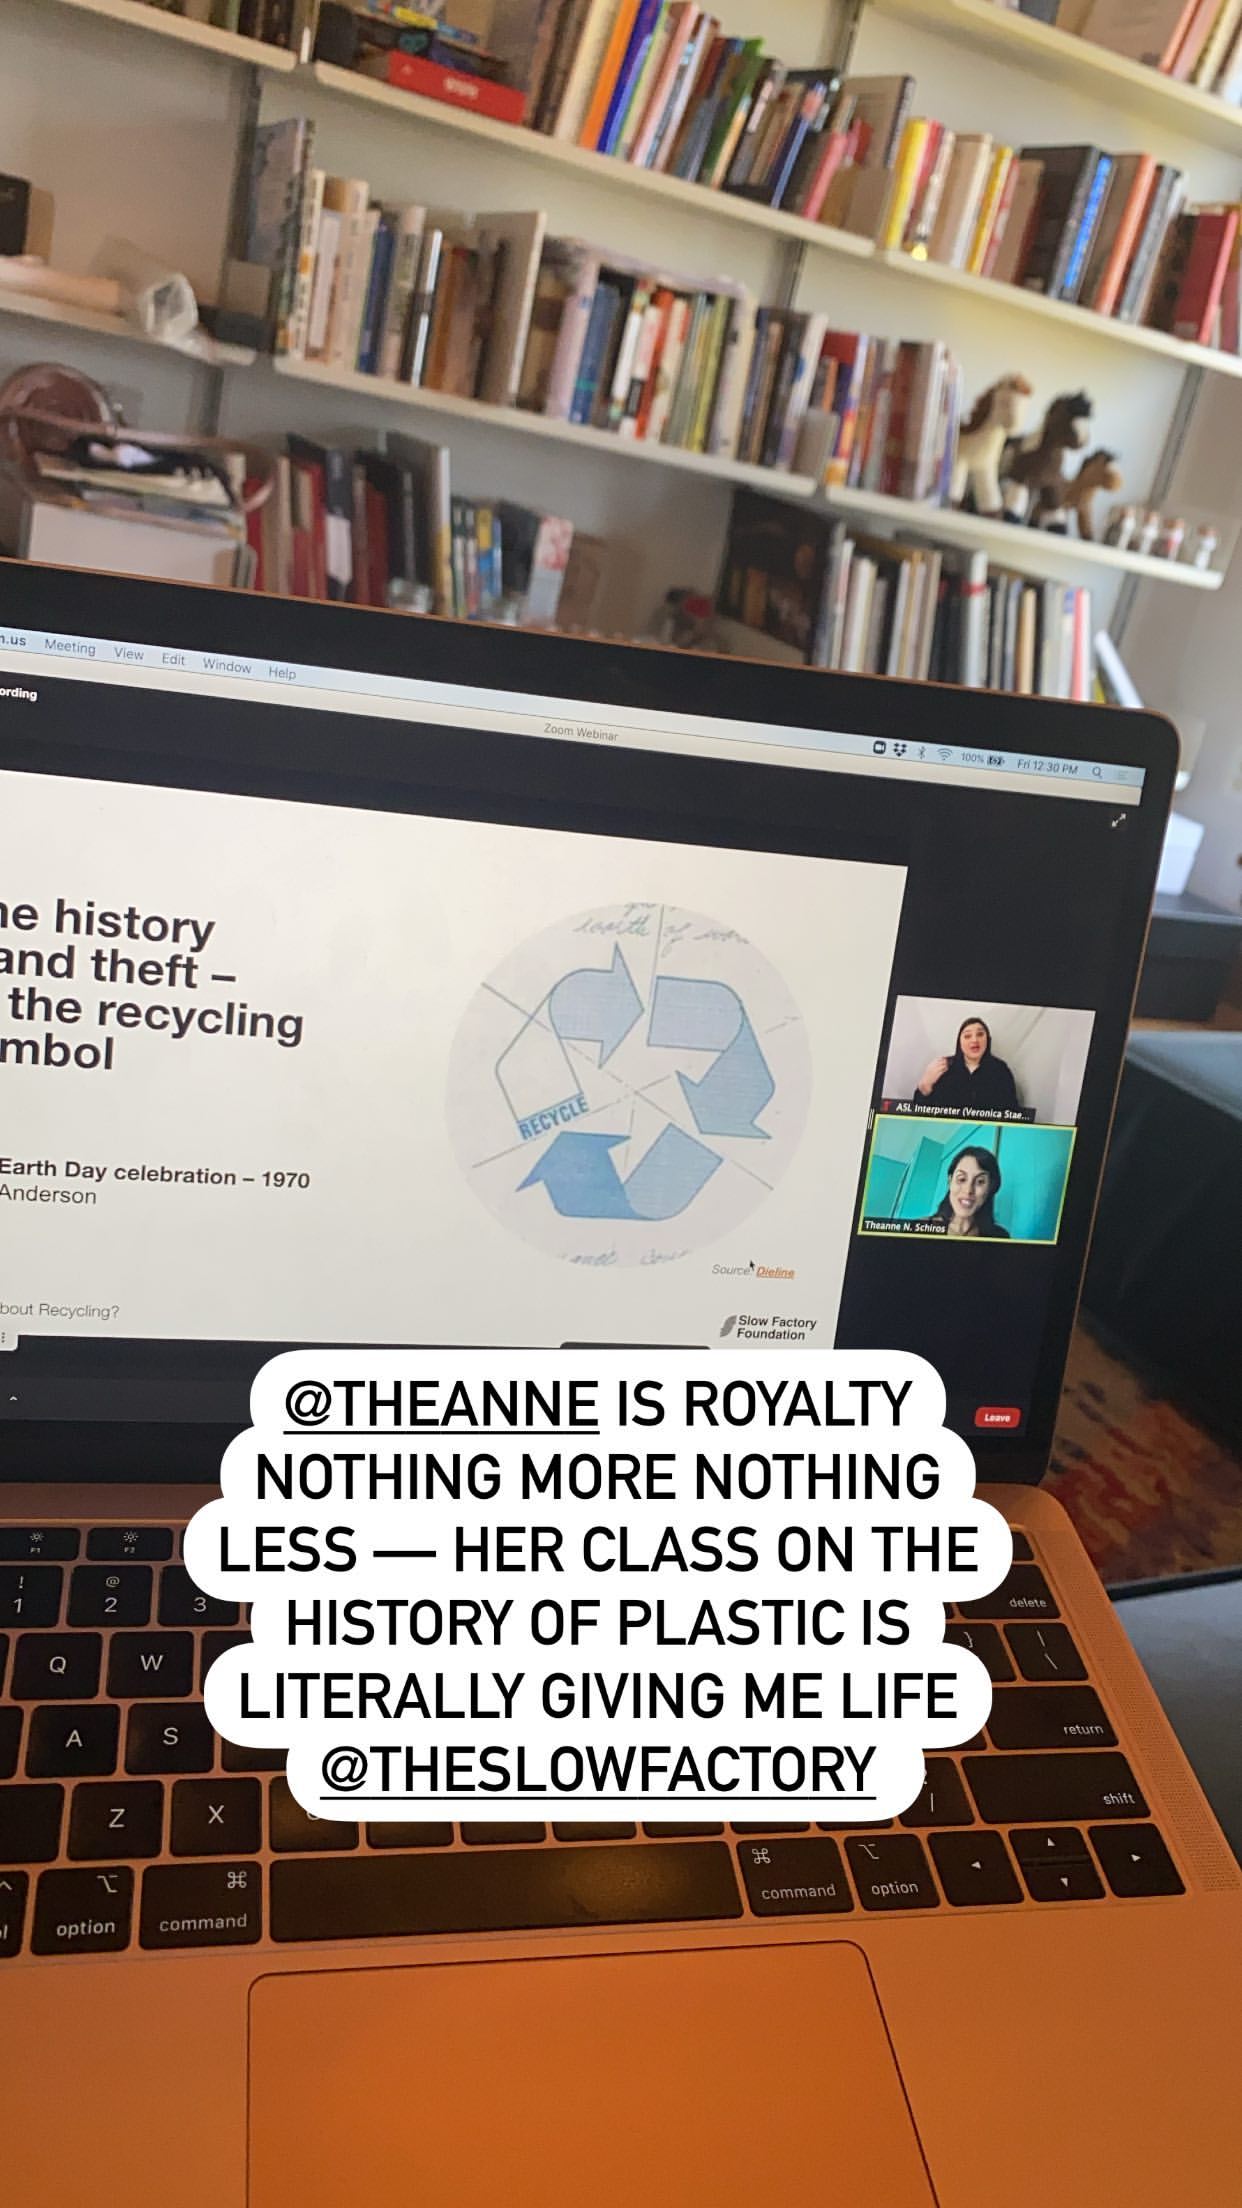 n.us Meeting View Edit Window Help
100% Fri 12:30 PM
ording
Zoom Webinar
ne history
and theft –
the recycling
mbol
earth of
RECYCLE
Earth Day celebration – 1970
Anderson
Source: Dieline
bout Recycling?
Slow Factory
Foundation
ASL Interpreter (Veronica Stae...
Theanne N. Schiros
Leave
@THEANNE IS ROYALTY
NOTHING MORE NOTHING
LESS — HER CLASS ON THE
HISTORY OF PLASTIC IS
LITERALLY GIVING ME LIFE
@THESLOWFACTORY
F1 F2
! @
1 2 3 delete
Q W } | \
A S return
Z X shift
option command command option